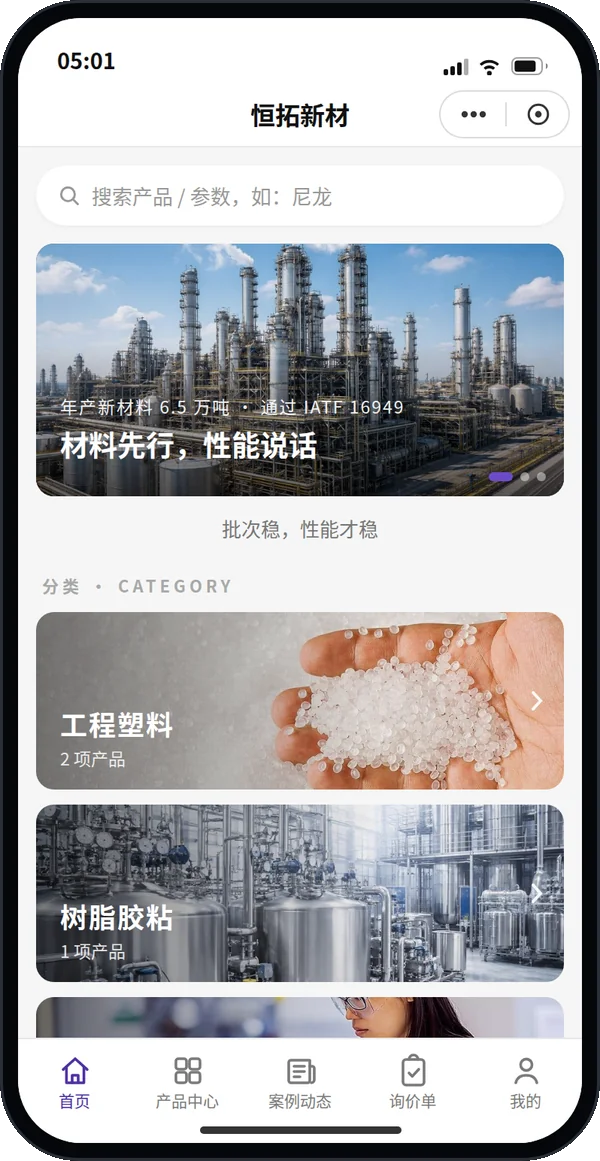 05:01
恒拓新材
搜索产品 / 参数，如：尼龙
年产新材料 6.5 万吨 · 通过 IATF 16949
材料先行，性能说话
批次稳，性能才稳
分类 · CATEGORY
工程塑料
2 项产品
树脂胶粘
1 项产品
首页
产品中心
案例动态
询价单
我的